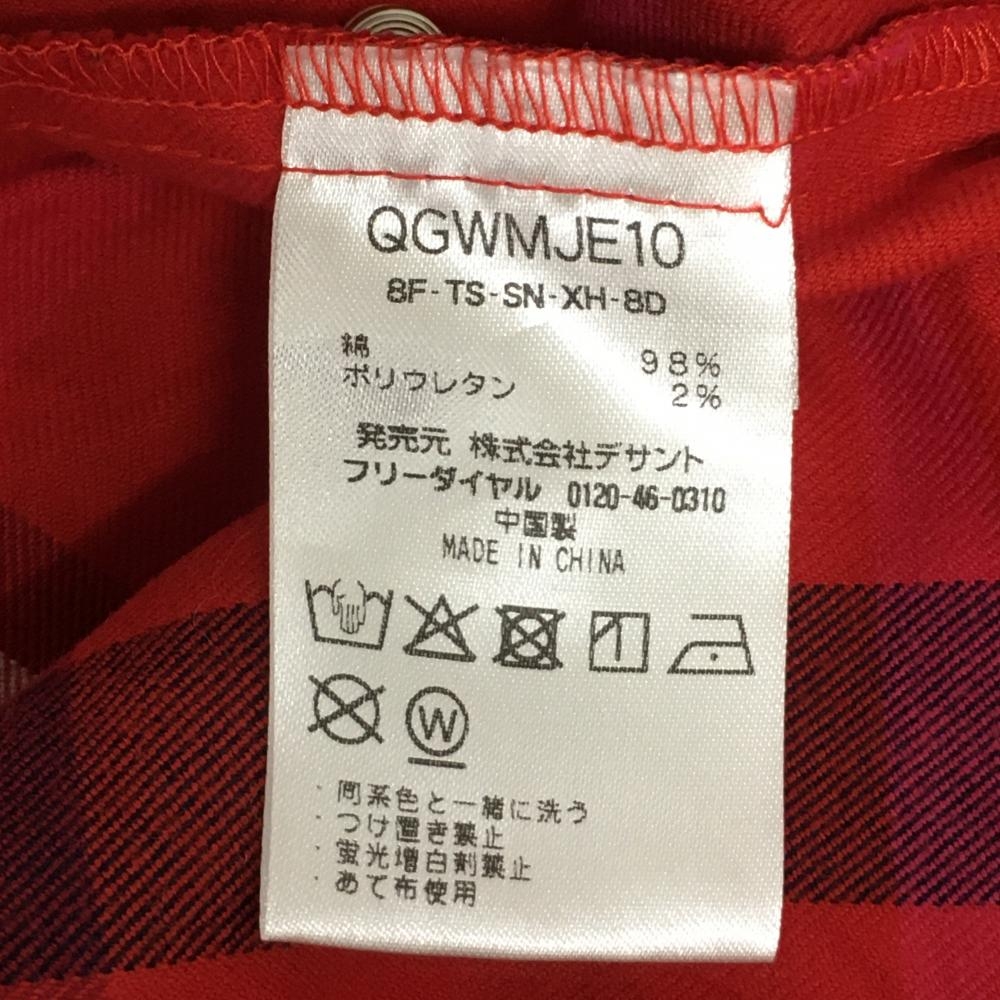 QGWMJE10
8F-TS-SN-XH-8D
綿 98%
ポリウレタン 2%
発売元 株式会社デサント
フリーダイヤル 0120-46-0310
中国製
MADE IN CHINA
W
・同系色と一緒に洗う
・つけ置き禁止
・蛍光増白剤禁止
・あて布使用